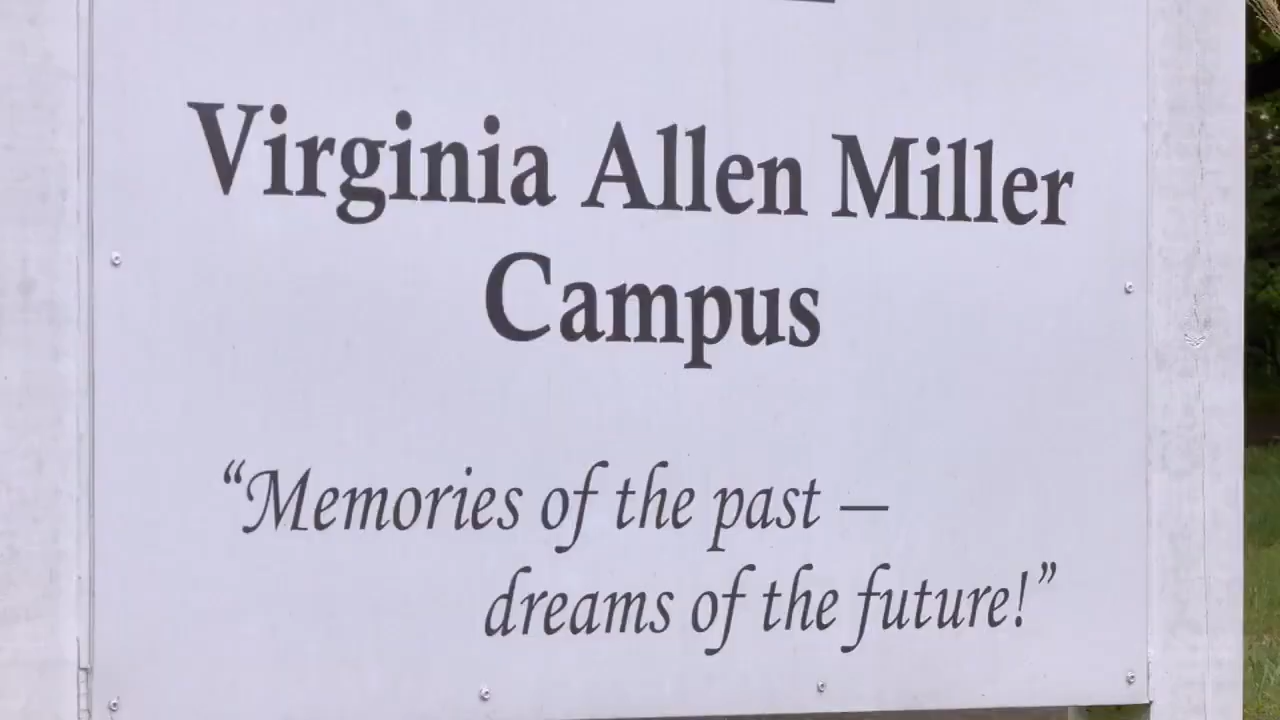 Virginia Allen Miller
Campus
“Memories of the past –
dreams of the future!”